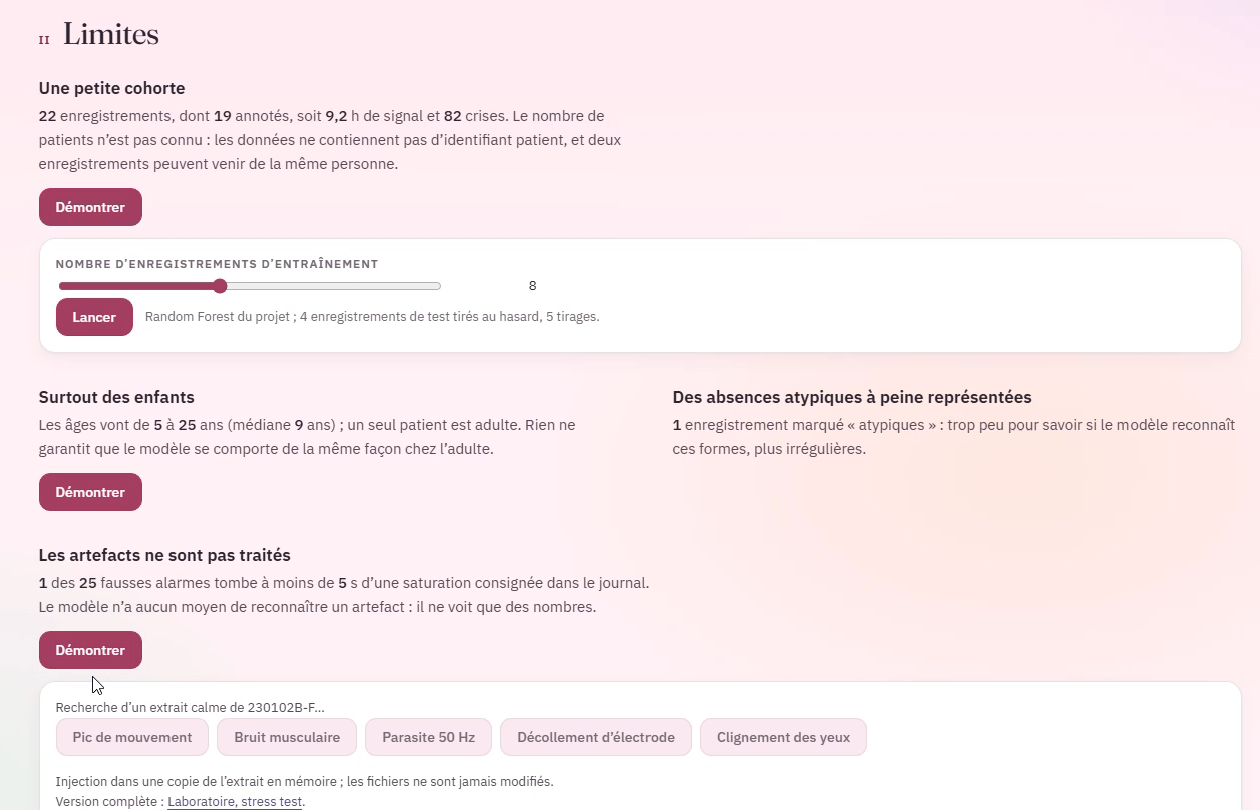 II Limites
Une petite cohorte
22 enregistrements, dont 19 annotés, soit 9,2 h de signal et 82 crises. Le nombre de
patients n’est pas connu : les données ne contiennent pas d’identifiant patient, et deux
enregistrements peuvent venir de la même personne.
Démontrer
NOMBRE D’ENREGISTREMENTS D’ENTRAÎNEMENT
8
Lancer Random Forest du projet ; 4 enregistrements de test tirés au hasard, 5 tirages.
Surtout des enfants
Les âges vont de 5 à 25 ans (médiane 9 ans) ; un seul patient est adulte. Rien ne
garantit que le modèle se comporte de la même façon chez l’adulte.
Démontrer
Des absences atypiques à peine représentées
1 enregistrement marqué « atypiques » : trop peu pour savoir si le modèle reconnaît
ces formes, plus irrégulières.
Les artefacts ne sont pas traités
1 des 25 fausses alarmes tombe à moins de 5 s d’une saturation consignée dans le journal.
Le modèle n’a aucun moyen de reconnaître un artefact : il ne voit que des nombres.
Démontrer
Recherche d’un extrait calme de 230102B-F…
Pic de mouvement Bruit musculaire Parasite 50 Hz Décollement d’électrode Clignement des yeux
Injection dans une copie de l’extrait en mémoire ; les fichiers ne sont jamais modifiés.
Version complète : Laboratoire, stress test.